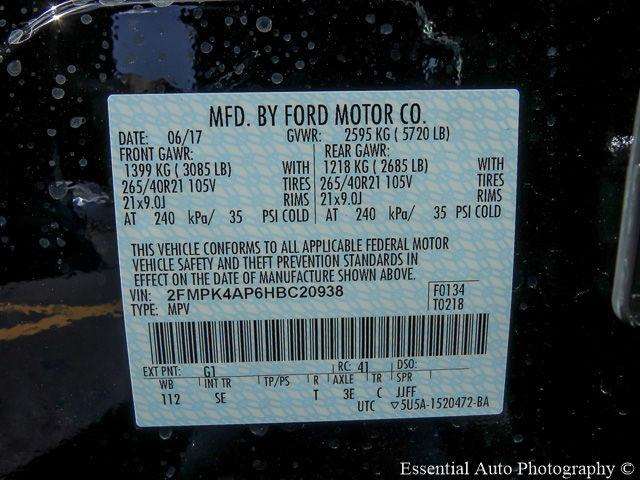 MFD. BY FORD MOTOR CO.
DATE: 06/17 GVWR: 2595 KG ( 5720 LB)
FRONT GAWR: REAR GAWR:
1399 KG ( 3085 LB) WITH 1218 KG ( 2685 LB) WITH
265/40R21 105V TIRES 265/40R21 105V TIRES
21x9.0J RIMS 21x9.0J RIMS
AT 240 kPa/ 35 PSI COLD AT 240 kPa/ 35 PSI COLD
THIS VEHICLE CONFORMS TO ALL APPLICABLE FEDERAL MOTOR
VEHICLE SAFETY AND THEFT PREVENTION STANDARDS IN
EFFECT ON THE DATE OF MANUFACTURE SHOWN ABOVE.
VIN: 2FMPK4AP6HBC20938 F0134
TYPE: MPV T0218
EXT PNT: G1 RC: 41 DSO:
WB INT TR TP/PS R AXLE TR SPR
112 SE T 3E C JJFF
UTC ▽5U5A-1520472-BA
Essential Auto Photography ©